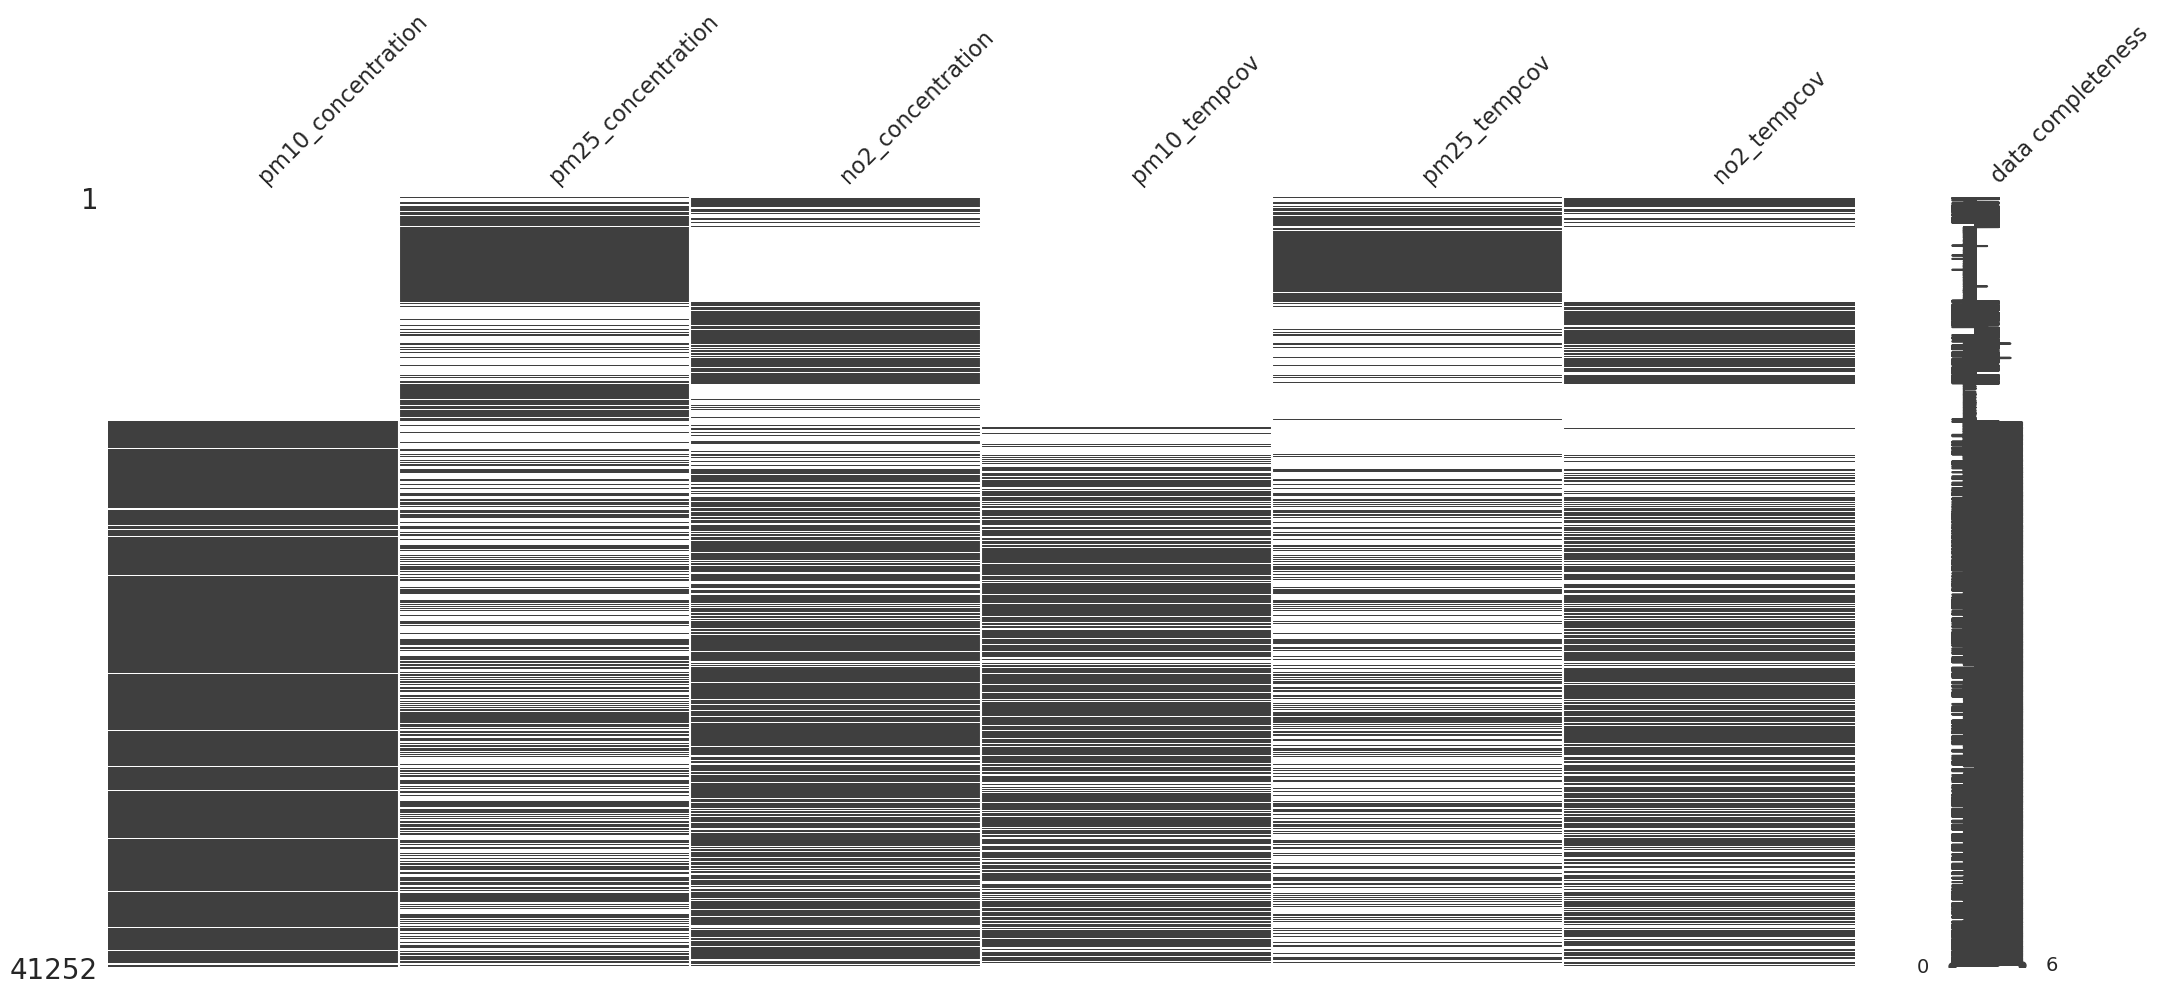 pm10_concentration
pm25_concentration
no2_concentration
pm10_tempcov
pm25_tempcov
no2_tempcov
data completeness
1
41252
0
6